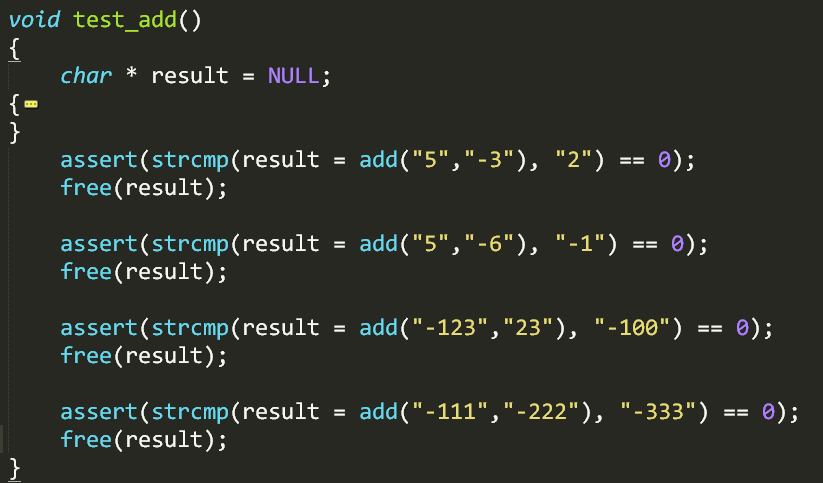 void test_add()
{
    char * result = NULL;
{
}
    assert(strcmp(result = add("5","-3"), "2") == 0);
    free(result);

    assert(strcmp(result = add("5","-6"), "-1") == 0);
    free(result);

    assert(strcmp(result = add("-123","23"), "-100") == 0);
    free(result);

    assert(strcmp(result = add("-111","-222"), "-333") == 0);
    free(result);
}